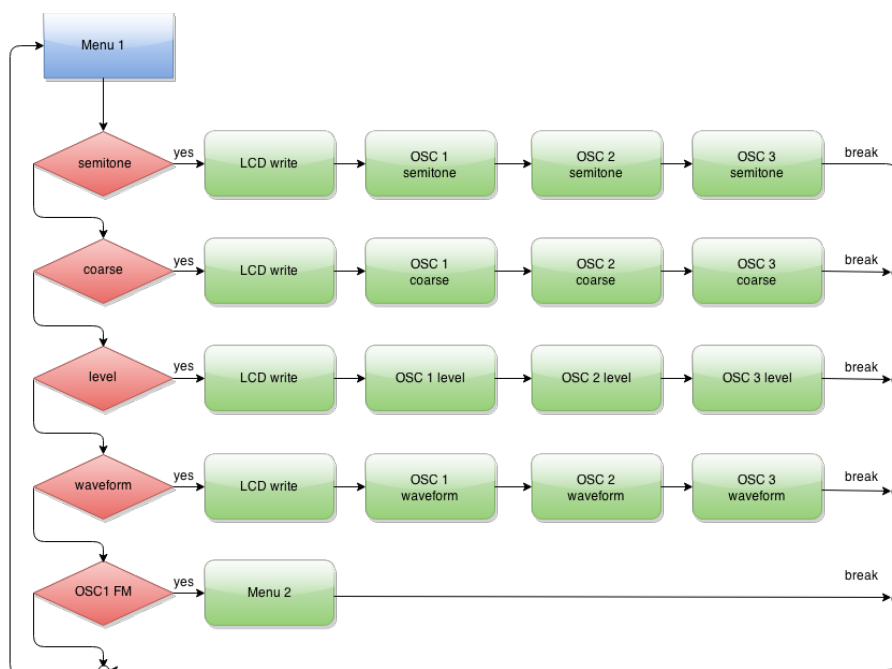 Menu 1
semitone
yes
LCD write
OSC 1
semitone
OSC 2
semitone
OSC 3
semitone
break
coarse
yes
LCD write
OSC 1
coarse
OSC 2
coarse
OSC 3
coarse
break
level
yes
LCD write
OSC 1 level
OSC 2 level
OSC 3 level
break
waveform
yes
LCD write
OSC 1
waveform
OSC 2
waveform
OSC 3
waveform
break
OSC1 FM
yes
Menu 2
break